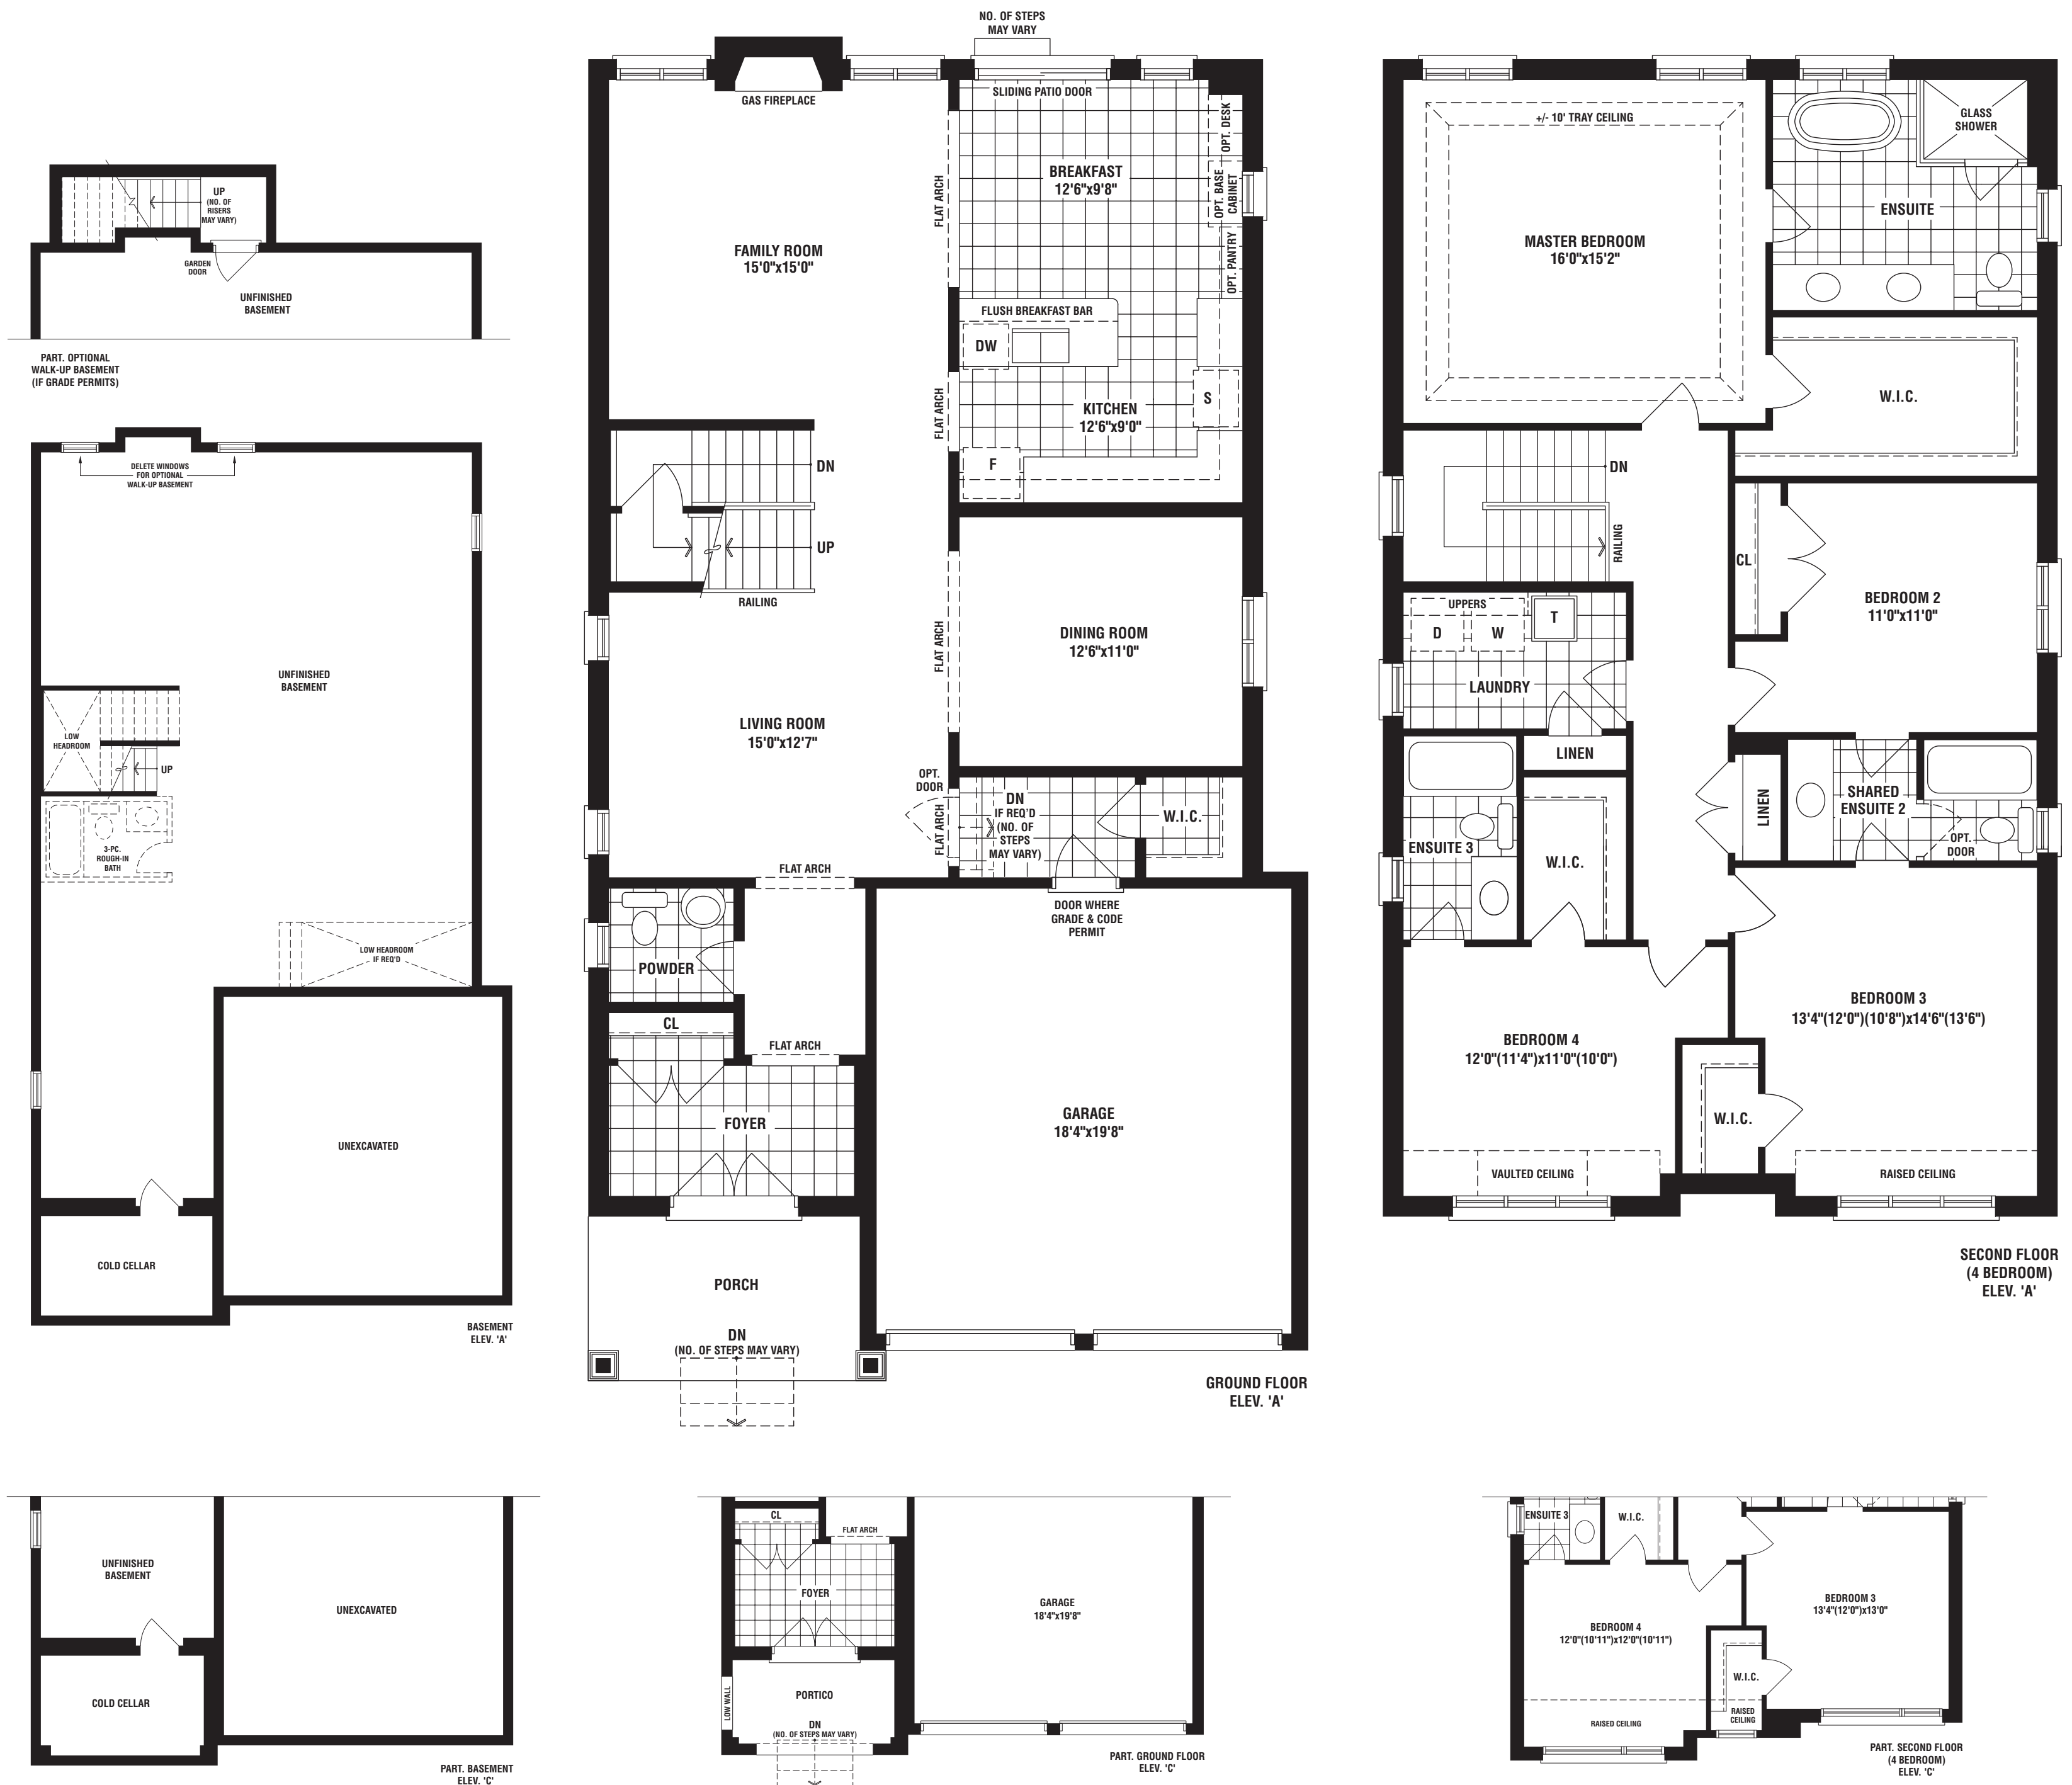 UP
(NO. OF
RISERS
MAY VARY)
GARDEN
DOOR
UNFINISHED
BASEMENT
PART. OPTIONAL
WALK-UP BASEMENT
(IF GRADE PERMITS)
DELETE WINDOWS
FOR OPTIONAL
WALK-UP BASEMENT
UNFINISHED
BASEMENT
LOW
HEADROOM
UP
3-PC.
ROUGH-IN
BATH
LOW HEADROOM
IF REQ'D
UNEXCAVATED
COLD CELLAR
BASEMENT
ELEV. 'A'
NO. OF STEPS
MAY VARY
GAS FIREPLACE
SLIDING PATIO DOOR
OPT. DESK
BREAKFAST
12'6"x9'8"
OPT. BASE
CABINET
FLAT ARCH
OPT. PANTRY
FAMILY ROOM
15'0"x15'0"
FLUSH BREAKFAST BAR
DW
S
FLAT ARCH
KITCHEN
12'6"x9'0"
F
DN
UP
RAILING
DINING ROOM
12'6"x11'0"
FLAT ARCH
LIVING ROOM
15'0"x12'7"
OPT.
DOOR
FLAT ARCH
DN
IF REQ'D
(NO. OF
STEPS
MAY VARY)
W.I.C.
FLAT ARCH
DOOR WHERE
GRADE & CODE
PERMIT
POWDER
CL
FLAT ARCH
FOYER
GARAGE
18'4"x19'8"
PORCH
DN
(NO. OF STEPS MAY VARY)
GROUND FLOOR
ELEV. 'A'
+/- 10' TRAY CEILING
GLASS
SHOWER
MASTER BEDROOM
16'0"x15'2"
ENSUITE
W.I.C.
DN
RAILING
CL
BEDROOM 2
11'0"x11'0"
UPPERS
D
W
T
LAUNDRY
LINEN
LINEN
SHARED
ENSUITE 2
OPT.
DOOR
ENSUITE 3
W.I.C.
BEDROOM 3
13'4"(12'0")(10'8")x14'6"(13'6")
BEDROOM 4
12'0"(11'4")x11'0"(10'0")
W.I.C.
VAULTED CEILING
RAISED CEILING
SECOND FLOOR
(4 BEDROOM)
ELEV. 'A'
UNFINISHED
BASEMENT
UNEXCAVATED
COLD CELLAR
PART. BASEMENT
ELEV. 'C'
CL
FLAT ARCH
FOYER
GARAGE
18'4"x19'8"
LOW WALL
PORTICO
DN
(NO. OF STEPS MAY VARY)
PART. GROUND FLOOR
ELEV. 'C'
ENSUITE 3
W.I.C.
BEDROOM 3
13'4"(12'0")x13'0"
BEDROOM 4
12'0"(10'11")x12'0"(10'11")
W.I.C.
RAISED
CEILING
RAISED CEILING
PART. SECOND FLOOR
(4 BEDROOM)
ELEV. 'C'